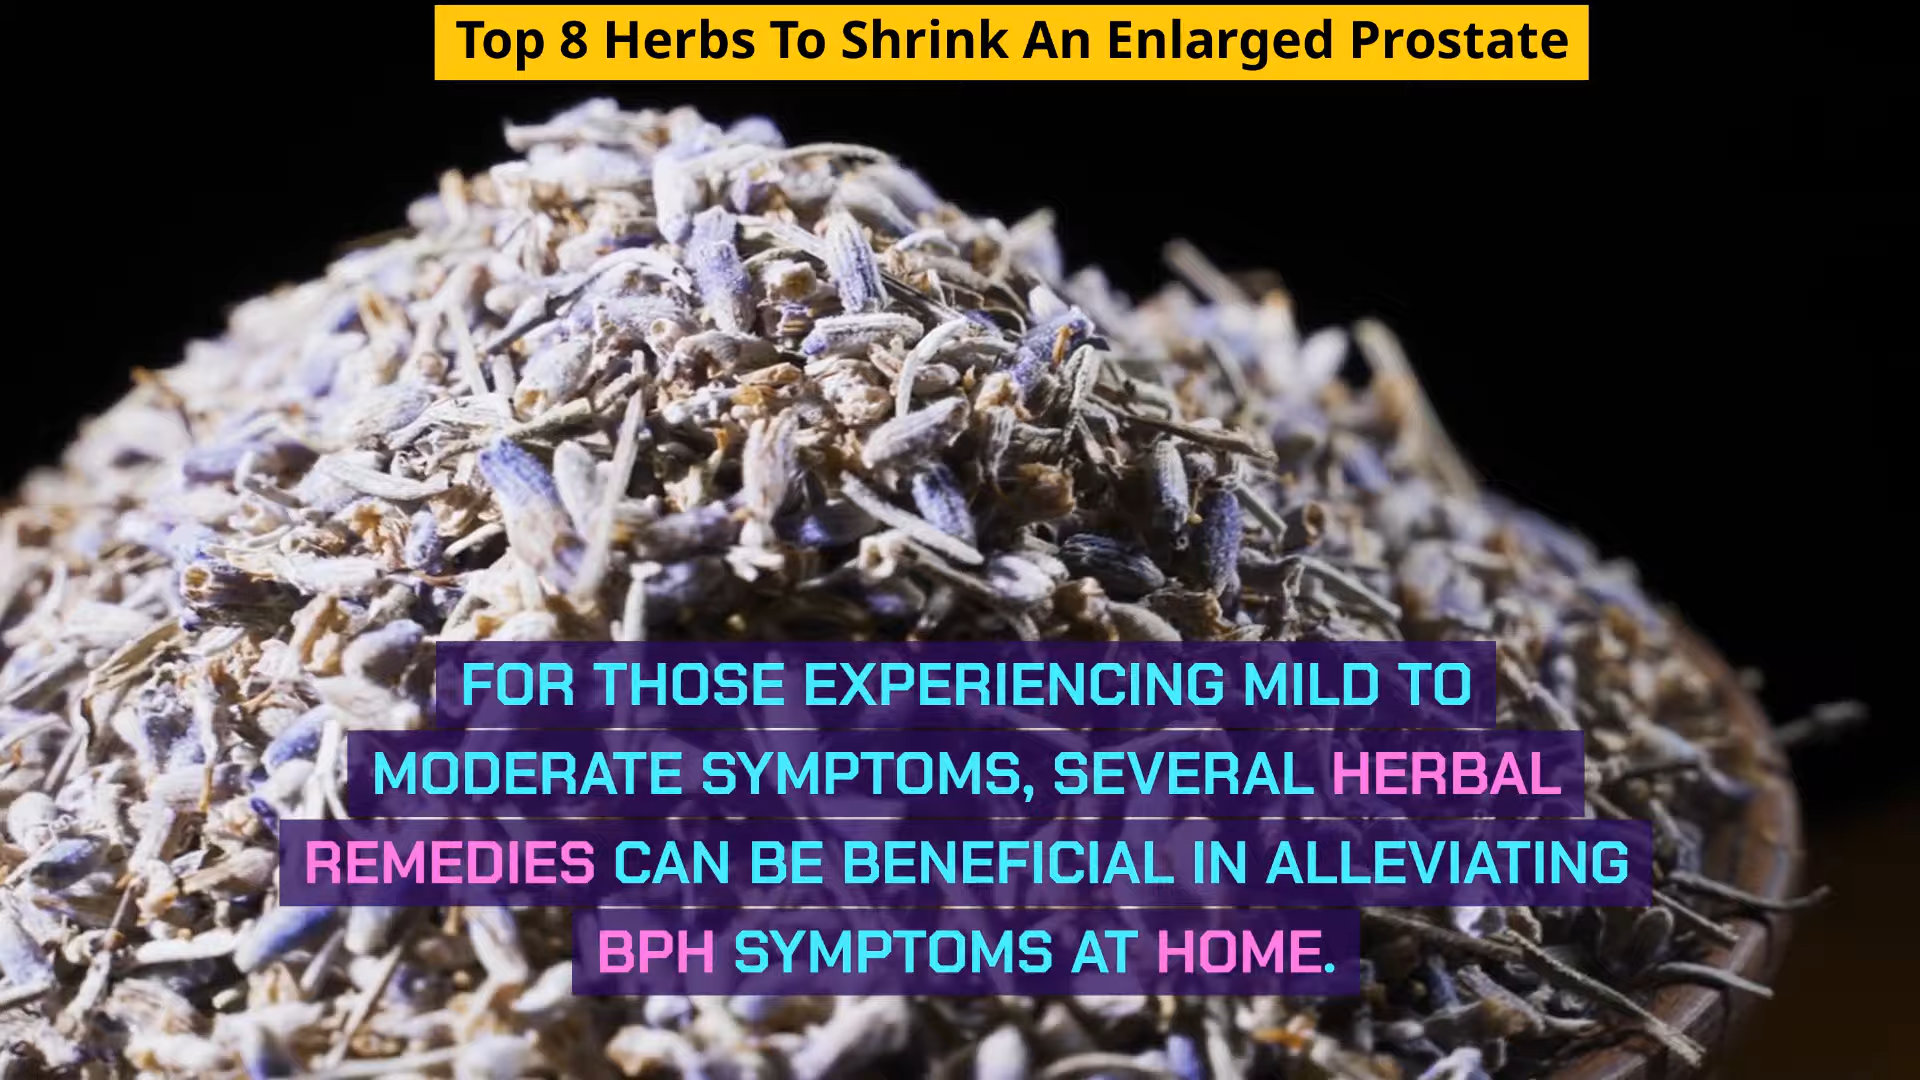 Top 8 Herbs To Shrink An Enlarged Prostate
FOR THOSE EXPERIENCING MILD TO
MODERATE SYMPTOMS, SEVERAL HERBAL
REMEDIES CAN BE BENEFICIAL IN ALLEVIATING
BPH SYMPTOMS AT HOME.